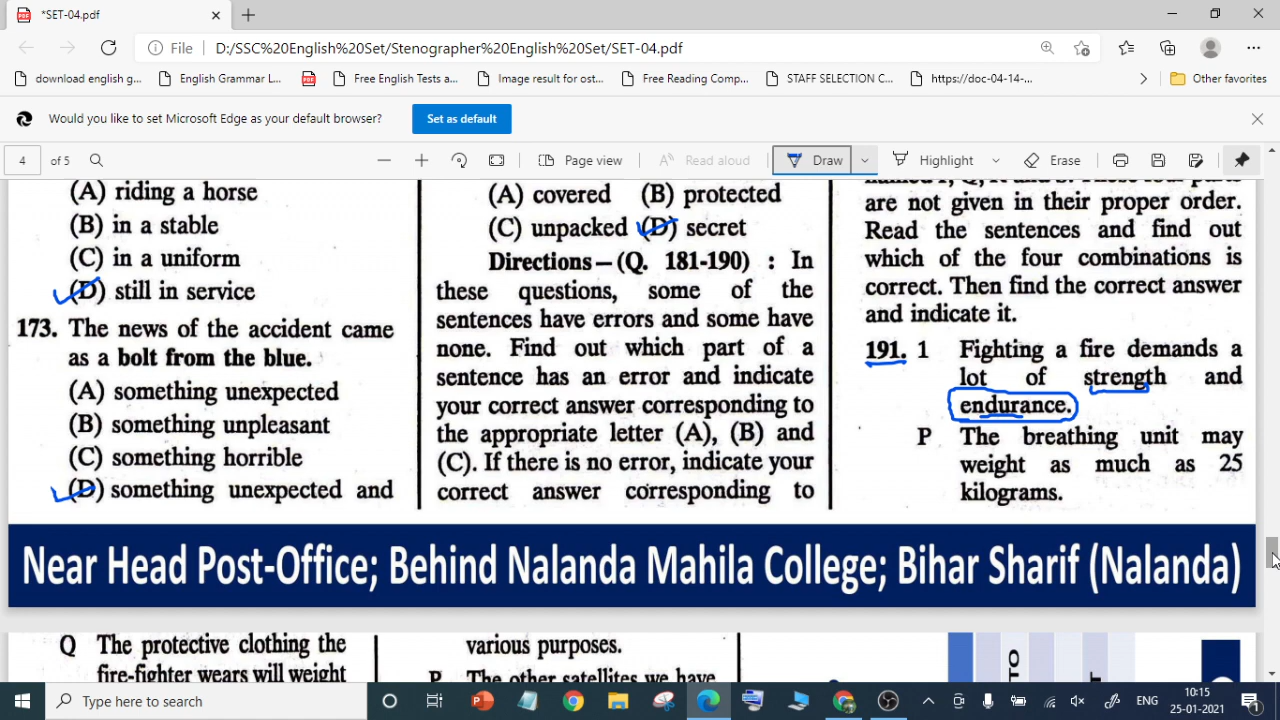 *SET-04.pdf
File D:/SSC%20English%20Set/Stenographer%20English%20Set/SET-04.pdf
download english g... English Grammar L... Free English Tests a... Image result for ost... Free Reading Comp... STAFF SELECTION C... https://doc-04-14-... Other favorites
Would you like to set Microsoft Edge as your default browser? Set as default
4 of 5 Page view Read aloud Draw Highlight Erase
(A) riding a horse
(B) in a stable
(C) in a uniform
(D) still in service
173. The news of the accident came
as a bolt from the blue.
(A) something unexpected
(B) something unpleasant
(C) something horrible
(D) something unexpected and
(A) covered (B) protected
(C) unpacked (D) secret
Directions – (Q. 181-190) : In
these questions, some of the
sentences have errors and some have
none. Find out which part of a
sentence has an error and indicate
your correct answer corresponding to
the appropriate letter (A), (B) and
(C). If there is no error, indicate your
correct answer corresponding to
are not given in their proper order.
Read the sentences and find out
which of the four combinations is
correct. Then find the correct answer
and indicate it.
191. 1 Fighting a fire demands a
lot of strength and
endurance.
P The breathing unit may
weight as much as 25
kilograms.
Near Head Post-Office; Behind Nalanda Mahila College; Bihar Sharif (Nalanda)
Q The protective clothing the
fire-fighter wears will weight
various purposes.
P The other satellites we have
TO
Type here to search
ENG
10:15
25-01-2021
1